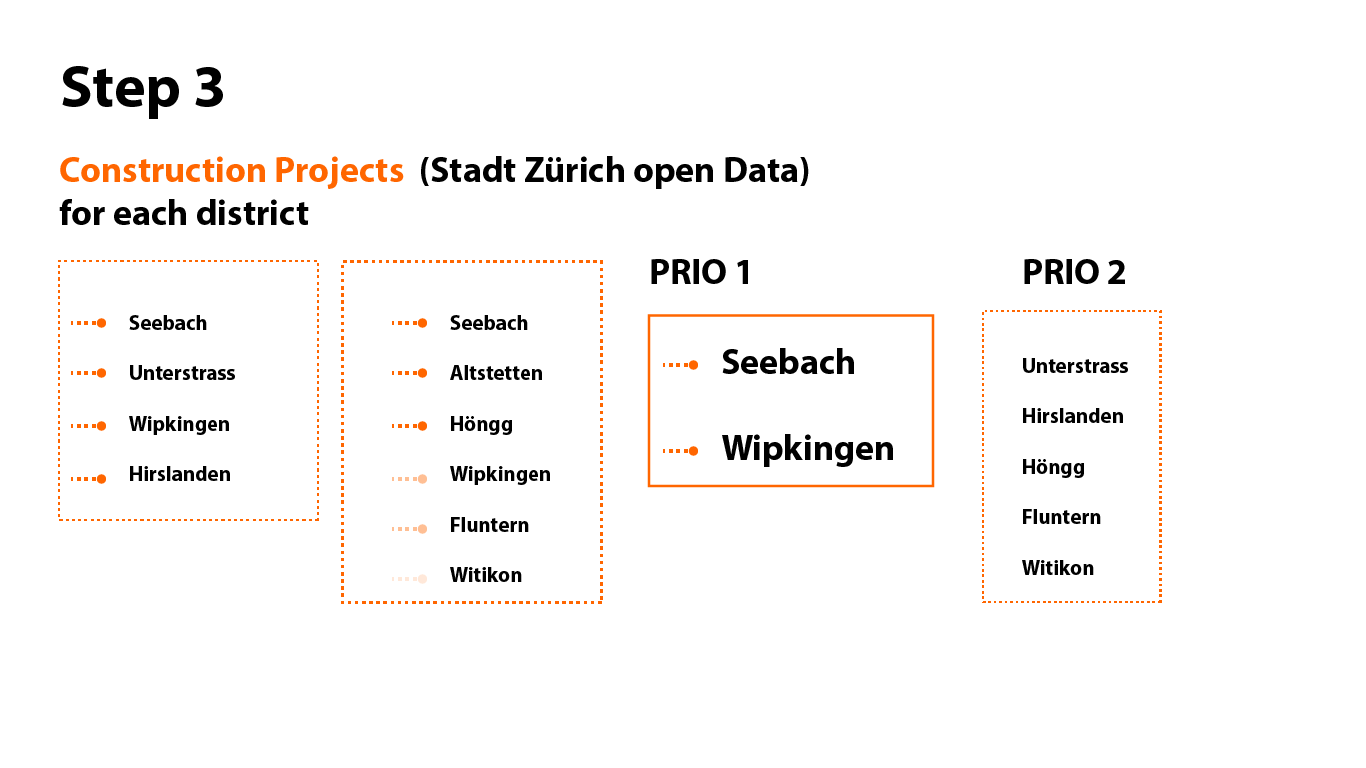 Step 3
Construction Projects (Stadt Zürich open Data)
for each district
Seebach
Unterstrass
Wipkingen
Hirslanden
Seebach
Altstetten
Höngg
Wipkingen
Fluntern
Witikon
PRIO 1
Seebach
Wipkingen
PRIO 2
Unterstrass
Hirslanden
Höngg
Fluntern
Witikon